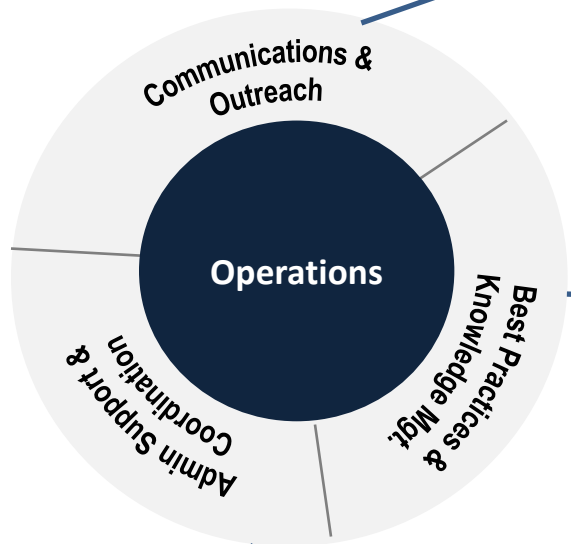 Communications &
Outreach
Operations
Best Practices &
Knowledge Mgt.
Admin Support &
Coordination